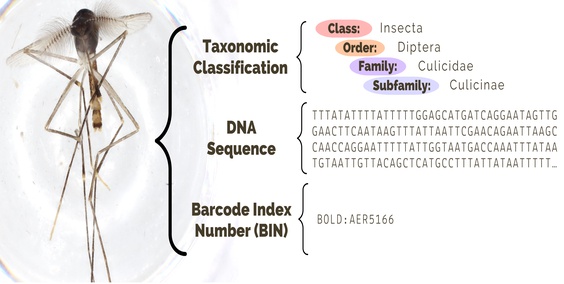 Taxonomic
Classification
Class: Insecta
Order: Diptera
Family: Culicidae
Subfamily: Culicinae
DNA
Sequence
TTTATATTTTATTTTTGGAGCATGATCAGGAATAGTTG
GAACTTCAATAAGTTTATTAATTCGAACAGAATTAAGC
CAACCAGGAATTTTTATTGGTAATGACCAAATTTATAA
TGTAATTGTTACAGCTCATGCCTTTATTATAATTTTT…
Barcode Index
Number (BIN)
BOLD:AER5166